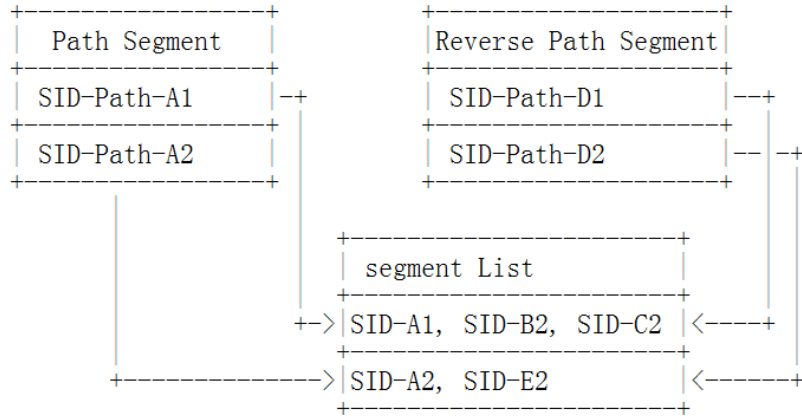 Path Segment
Reverse Path Segment
SID-Path-A1
SID-Path-D1
SID-Path-A2
SID-Path-D2
segment List
SID-A1, SID-B2, SID-C2
SID-A2, SID-E2